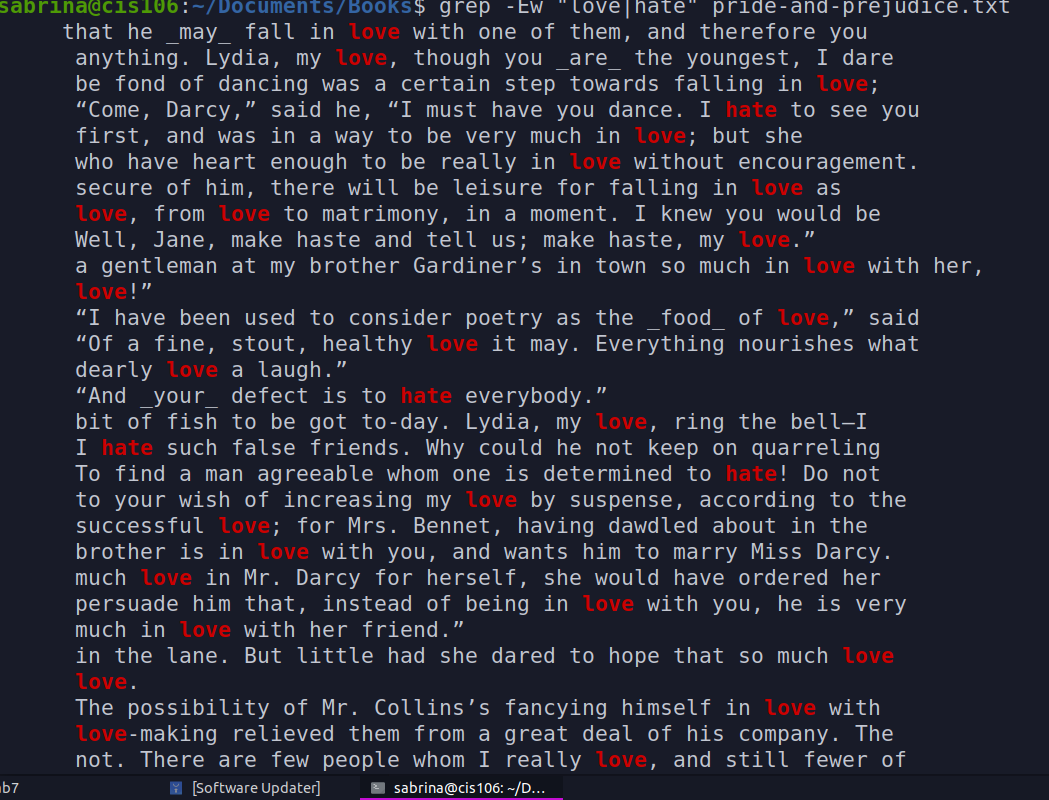 sabrina@cis106:~/Documents/Books$ grep -Ew "love|hate" pride-and-prejudice.txt
that he _may_ fall in love with one of them, and therefore you
anything. Lydia, my love, though you _are_ the youngest, I dare
be fond of dancing was a certain step towards falling in love;
“Come, Darcy,” said he, “I must have you dance. I hate to see you
first, and was in a way to be very much in love; but she
who have heart enough to be really in love without encouragement.
secure of him, there will be leisure for falling in love as
love, from love to matrimony, in a moment. I knew you would be
Well, Jane, make haste and tell us; make haste, my love.”
a gentleman at my brother Gardiner’s in town so much in love with her,
love!”
“I have been used to consider poetry as the _food_ of love,” said
“Of a fine, stout, healthy love it may. Everything nourishes what
dearly love a laugh.”
“And _your_ defect is to hate everybody.”
bit of fish to be got to-day. Lydia, my love, ring the bell—I
I hate such false friends. Why could he not keep on quarreling
To find a man agreeable whom one is determined to hate! Do not
to your wish of increasing my love by suspense, according to the
successful love; for Mrs. Bennet, having dawdled about in the
brother is in love with you, and wants him to marry Miss Darcy.
much love in Mr. Darcy for herself, she would have ordered her
persuade him that, instead of being in love with you, he is very
much in love with her friend.”
in the lane. But little had she dared to hope that so much love
love.
The possibility of Mr. Collins’s fancying himself in love with
love-making relieved them from a great deal of his company. The
not. There are few people whom I really love, and still fewer of
b7 [Software Updater] sabrina@cis106: ~/D...